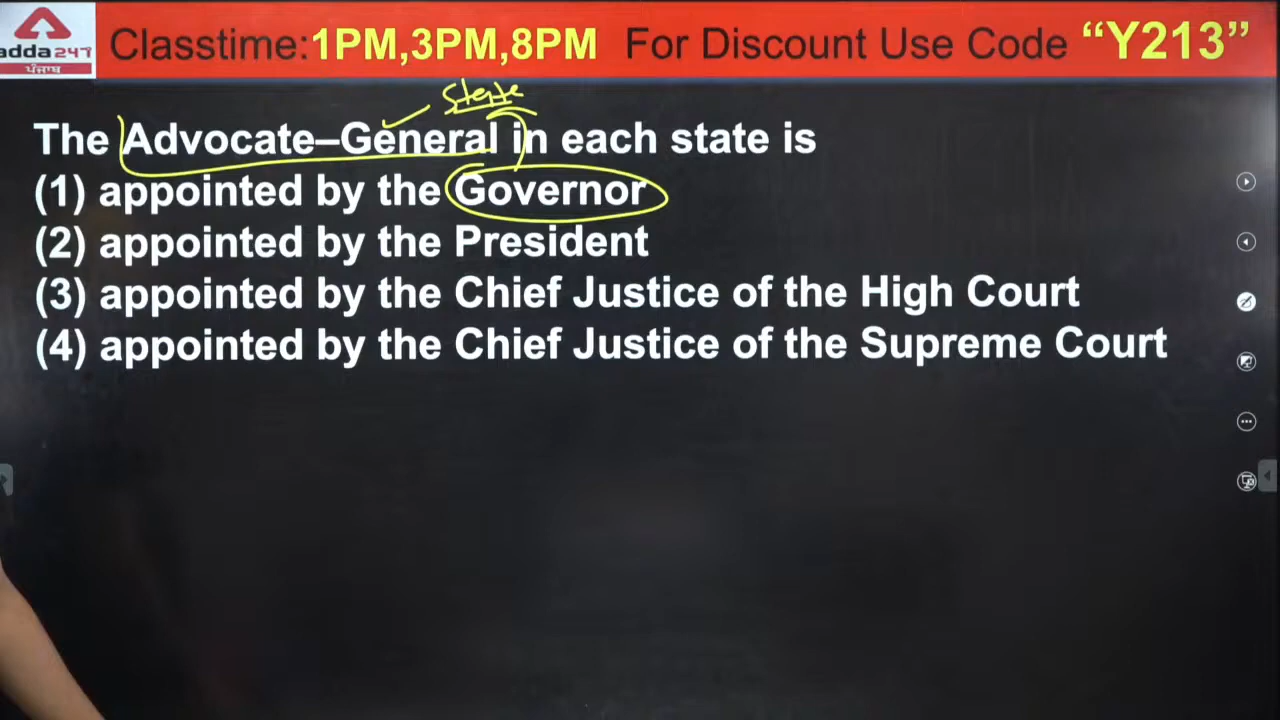 adda247
ਪੰਜਾਬ
Classtime:1PM,3PM,8PM For Discount Use Code “Y213”
State
The Advocate–General in each state is
(1) appointed by the Governor
(2) appointed by the President
(3) appointed by the Chief Justice of the High Court
(4) appointed by the Chief Justice of the Supreme Court